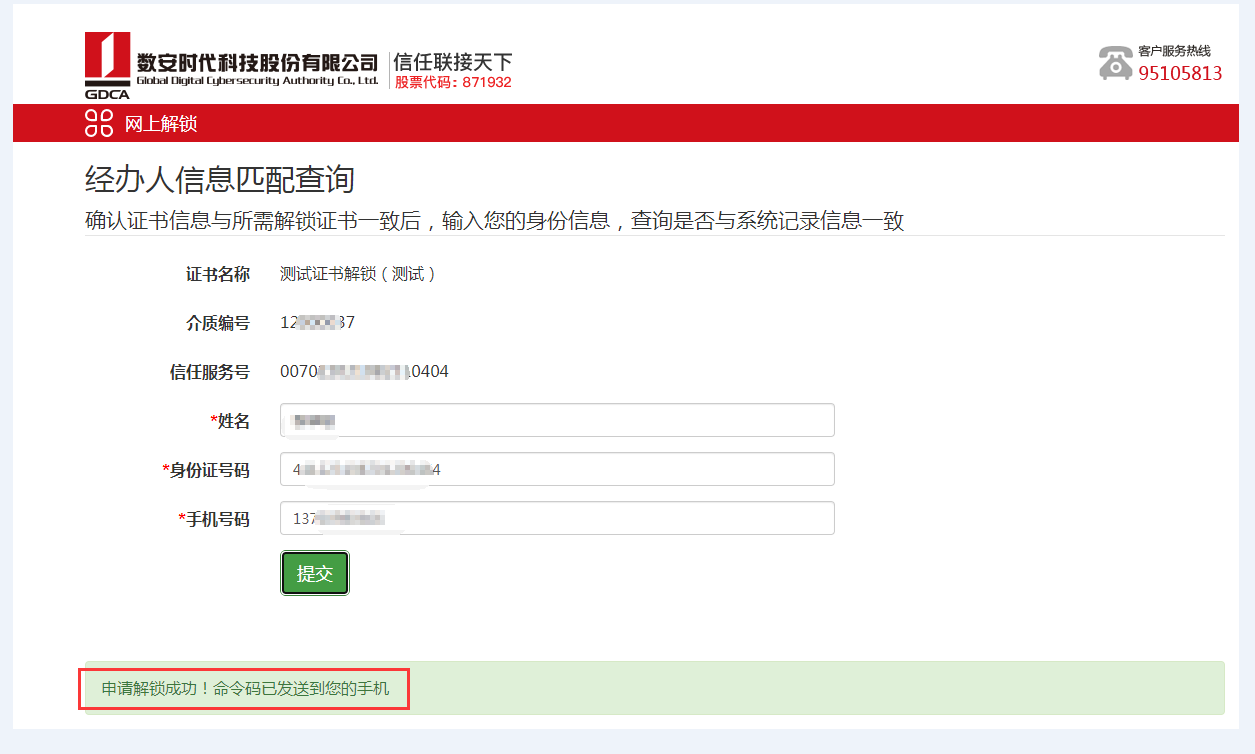 数安时代科技股份有限公司
Global Digital Cybersecurity Authority Co., Ltd.
GDCA
信任联接天下
股票代码：871932
客户服务热线
95105813
网上解锁
经办人信息匹配查询
确认证书信息与所需解锁证书一致后，输入您的身份信息，查询是否与系统记录信息一致
证书名称 测试证书解锁（测试）
介质编号 12 37
信任服务号 0070 0404
*姓名
*身份证号码 4 4
*手机号码 137
提交
申请解锁成功！命令码已发送到您的手机